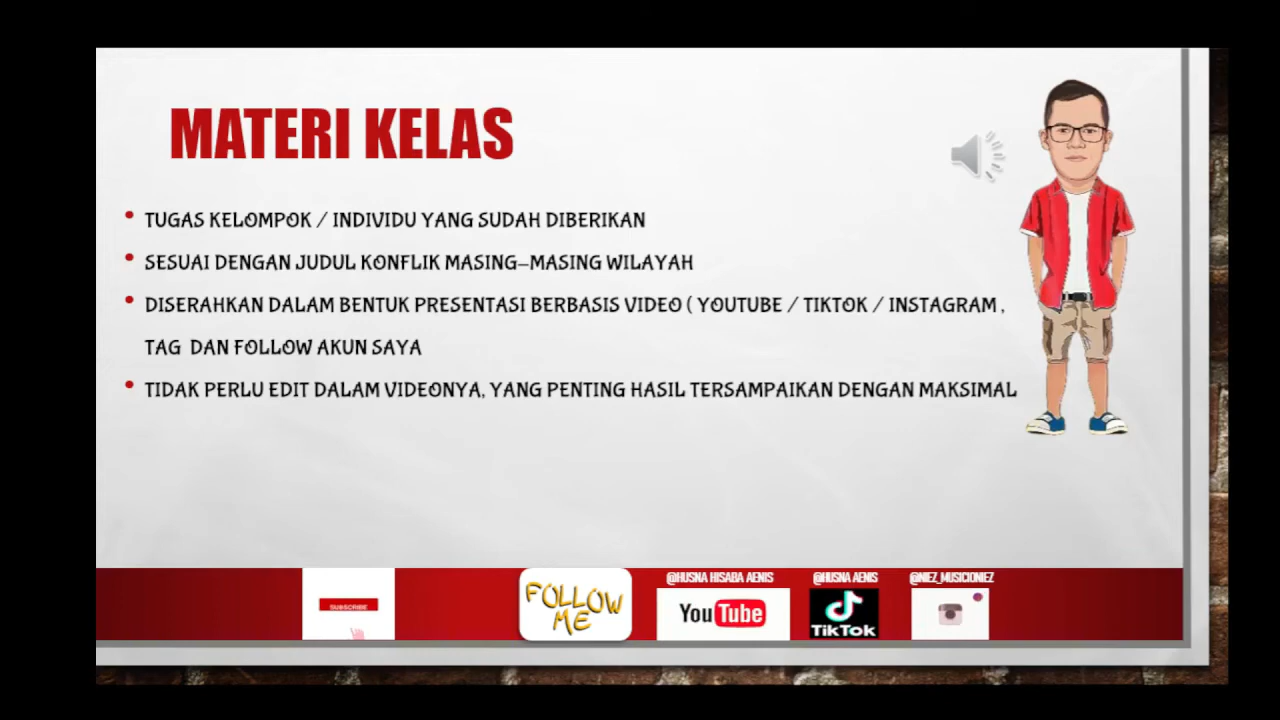 MATERI KELAS
• TUGAS KELOMPOK / INDIVIDU YANG SUDAH DIBERIKAN
• SESUAI DENGAN JUDUL KONFLIK MASING-MASING WILAYAH
• DISERAHKAN DALAM BENTUK PRESENTASI BERBASIS VIDEO ( YOUTUBE / TIKTOK / INSTAGRAM ,
TAG DAN FOLLOW AKUN SAYA
• TIDAK PERLU EDIT DALAM VIDEONYA, YANG PENTING HASIL TERSAMPAIKAN DENGAN MAKSIMAL
SUBSCRIBE
FOLLOW
ME
@HUSNA HISABA AENIS
YouTube
@HUSNA AENIS
TikTok
@NIEZ_MUSICIONIEZ